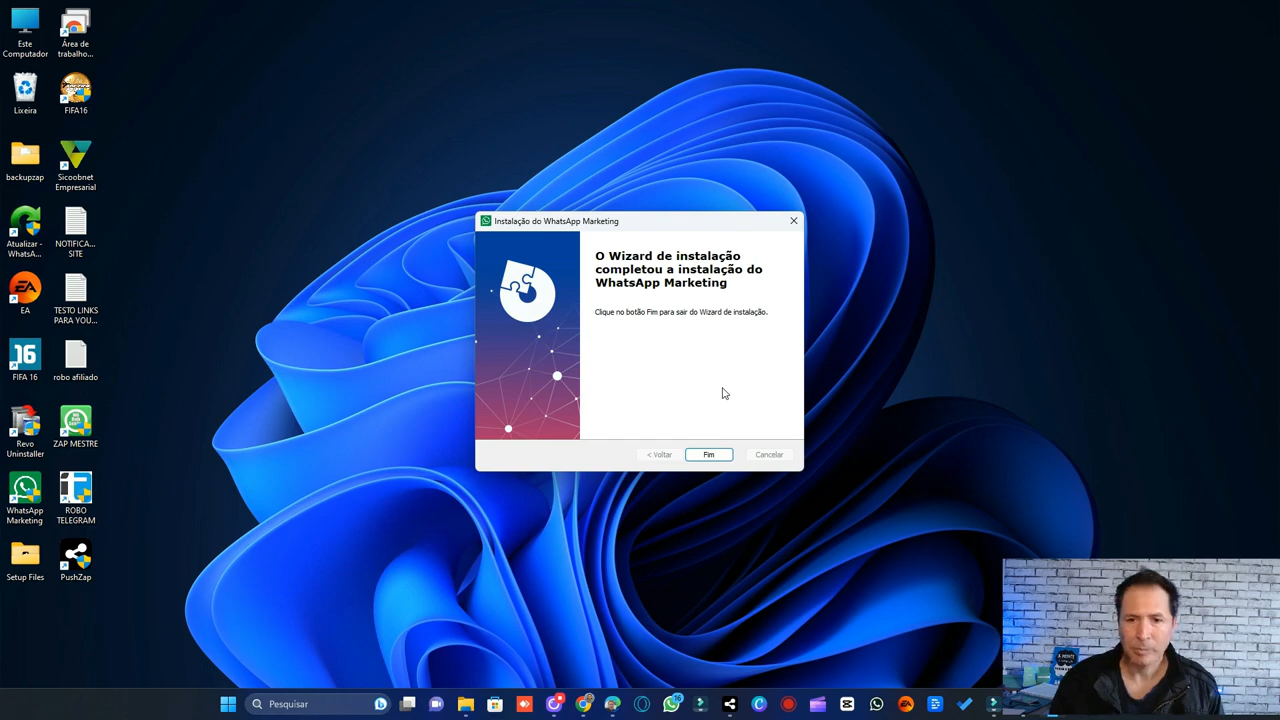 Este
Computador
Área de
trabalho...
Lixeira
FIFA16
backupzap
Sicoobnet
Empresarial
Atualizar -
WhatsA...
NOTIFICA...
SITE
EA
TESTO LINKS
PARA YOU...
FIFA 16
robo afiliado
Revo
Uninstaller
ZAP MESTRE
WhatsApp
Marketing
ROBO
TELEGRAM
Setup Files
PushZap
Instalação do WhatsApp Marketing
O Wizard de instalação
completou a instalação do
WhatsApp Marketing
Clique no botão Fim para sair do Wizard de instalação.
< Voltar
Fim
Cancelar
Pesquisar
16